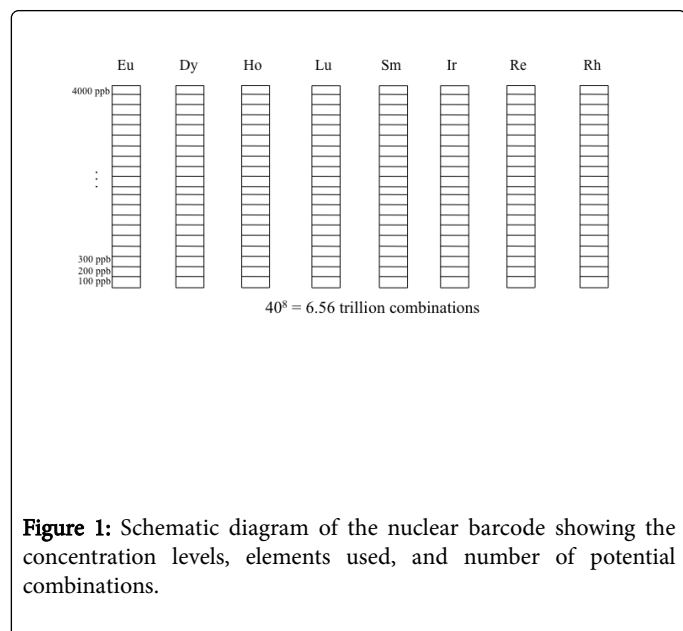 Eu Dy Ho Lu Sm Ir Re Rh
4000 ppb
⋮
300 ppb
200 ppb
100 ppb
40⁸ = 6.56 trillion combinations
Figure 1: Schematic diagram of the nuclear barcode showing the
concentration levels, elements used, and number of potential
combinations.